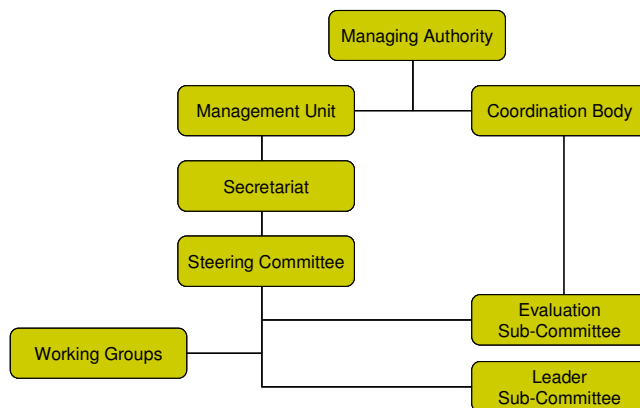 Managing Authority
Management Unit
Coordination Body
Secretariat
Steering Committee
Evaluation
Sub-Committee
Working Groups
Leader
Sub-Committee